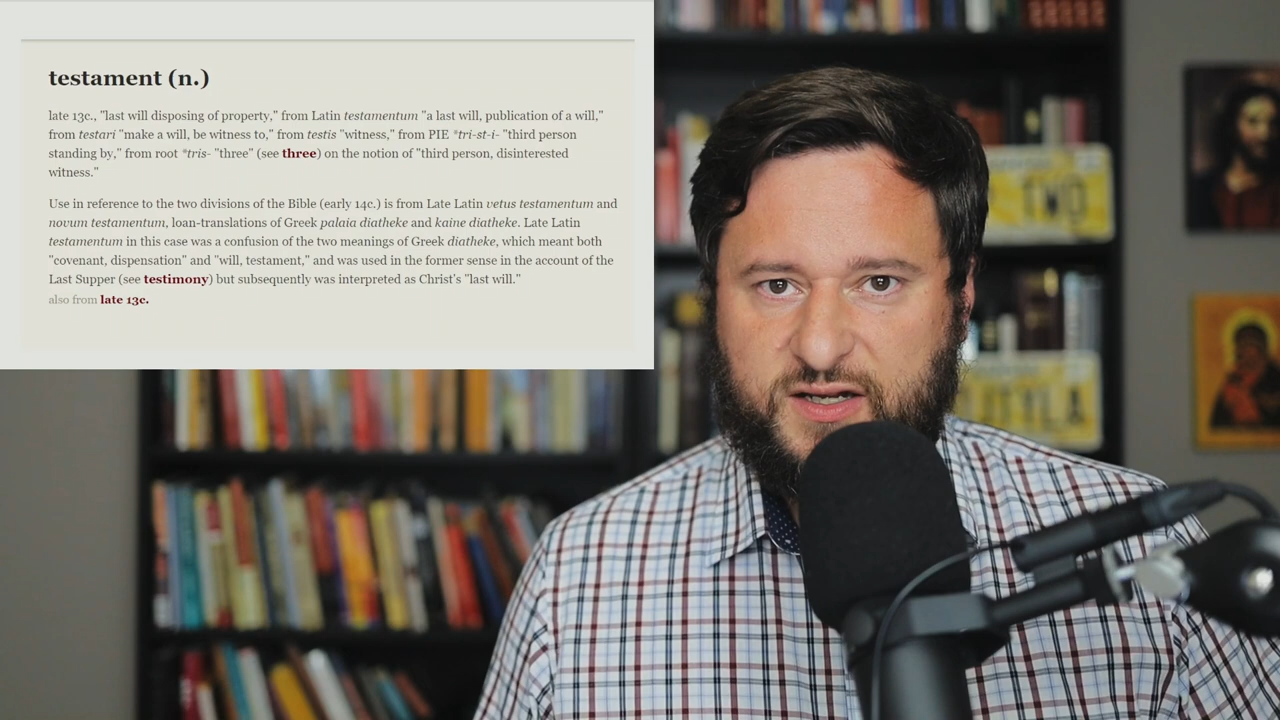 testament (n.)
late 13c., "last will disposing of property," from Latin testamentum "a last will, publication of a will,"
from testari "make a will, be witness to," from testis "witness," from PIE *tri-st-i- "third person
standing by," from root *tris- "three" (see three) on the notion of "third person, disinterested
witness."
Use in reference to the two divisions of the Bible (early 14c.) is from Late Latin vetus testamentum and
novum testamentum, loan-translations of Greek palaia diatheke and kaine diatheke. Late Latin
testamentum in this case was a confusion of the two meanings of Greek diatheke, which meant both
"covenant, dispensation" and "will, testament," and was used in the former sense in the account of the
Last Supper (see testimony) but subsequently was interpreted as Christ's "last will."
also from late 13c.
TWO